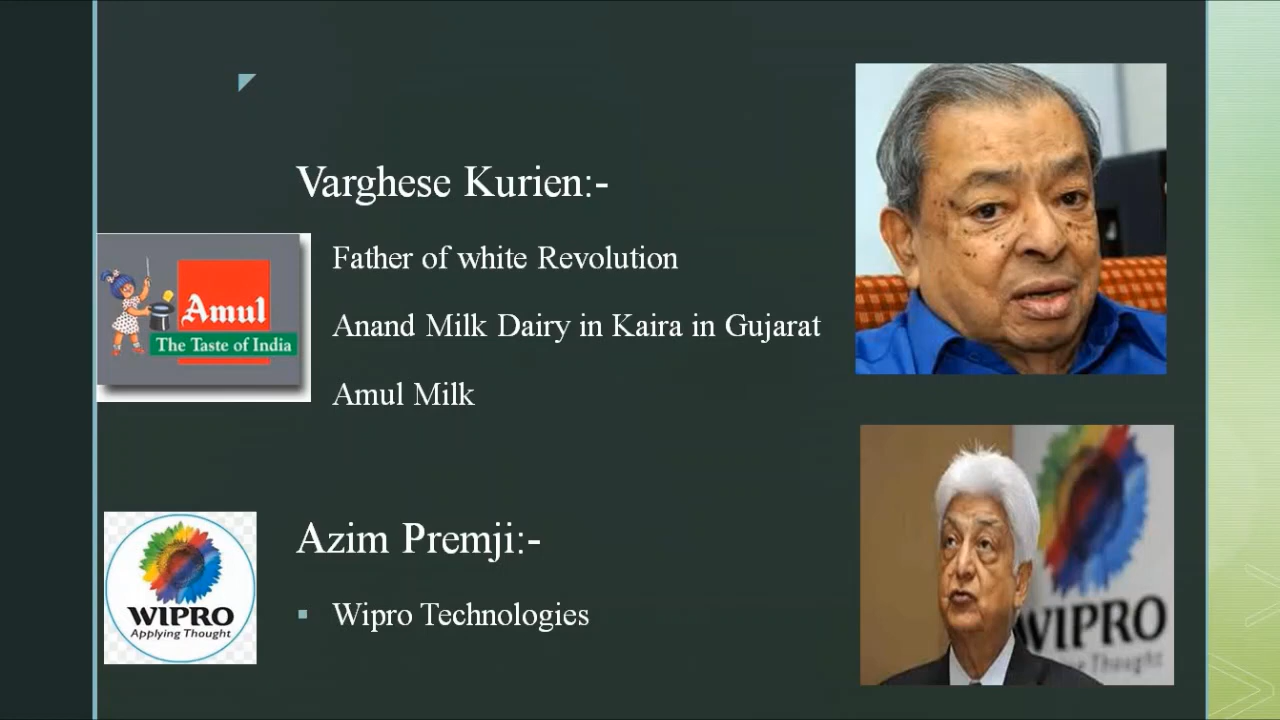 Varghese Kurien:-
Father of white Revolution
Anand Milk Dairy in Kaira in Gujarat
Amul Milk
Amul
The Taste of India
Azim Premji:-
Wipro Technologies
WIPRO
Applying Thought
WIPRO
Thought